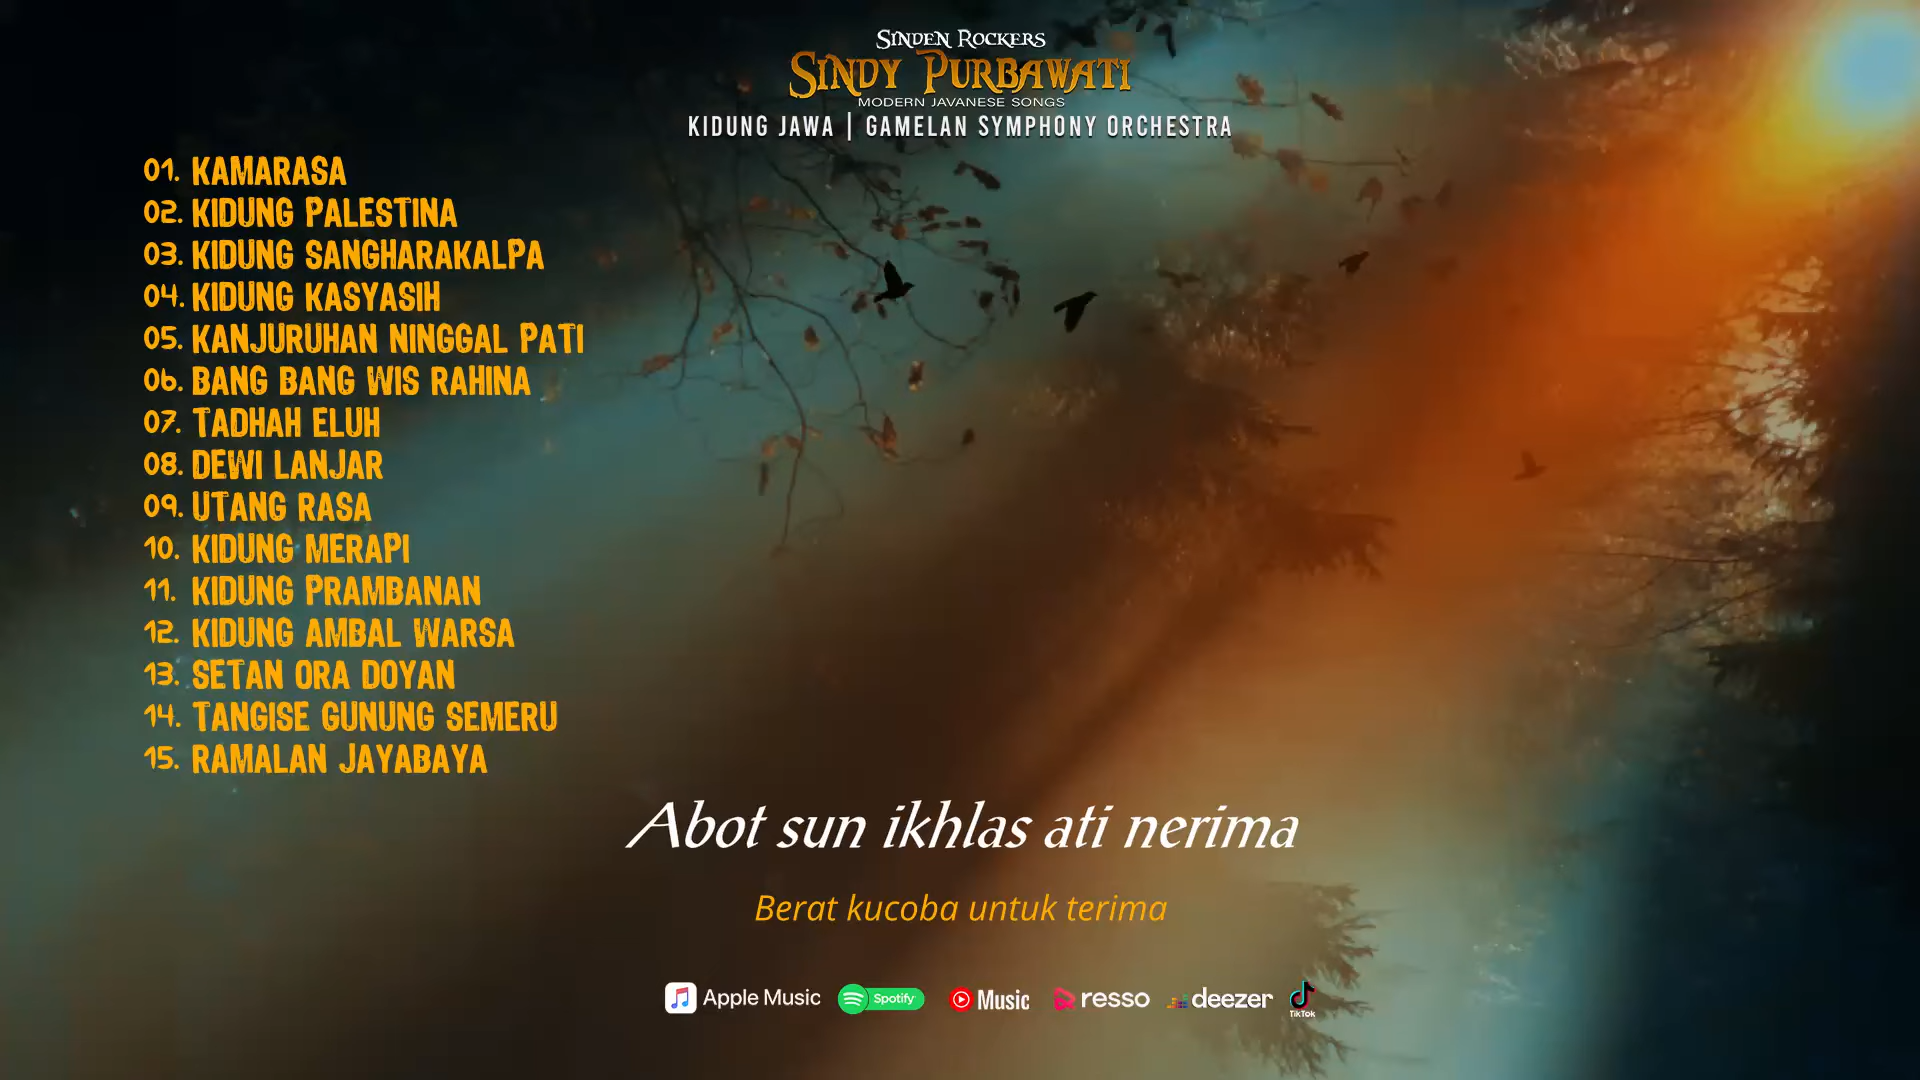 SINDEN ROCKERS
SINDY PURBAWATI
MODERN JAVANESE SONGS
KIDUNG JAWA | GAMELAN SYMPHONY ORCHESTRA
01. KAMARASA
02. KIDUNG PALESTINA
03. KIDUNG SANGHARAKALPA
04. KIDUNG KASYASIH
05. KANJURUHAN NINGGAL PATI
06. BANG BANG WIS RAHINA
07. TADHAH ELUH
08. DEWI LANJAR
09. UTANG RASA
10. KIDUNG MERAPI
11. KIDUNG PRAMBANAN
12. KIDUNG AMBAL WARSA
13. SETAN ORA DOYAN
14. TANGISE GUNUNG SEMERU
15. RAMALAN JAYABAYA
Abot sun ikhlas ati nerima
Berat kucoba untuk terima
Apple Music Spotify Music resso deezer TikTok